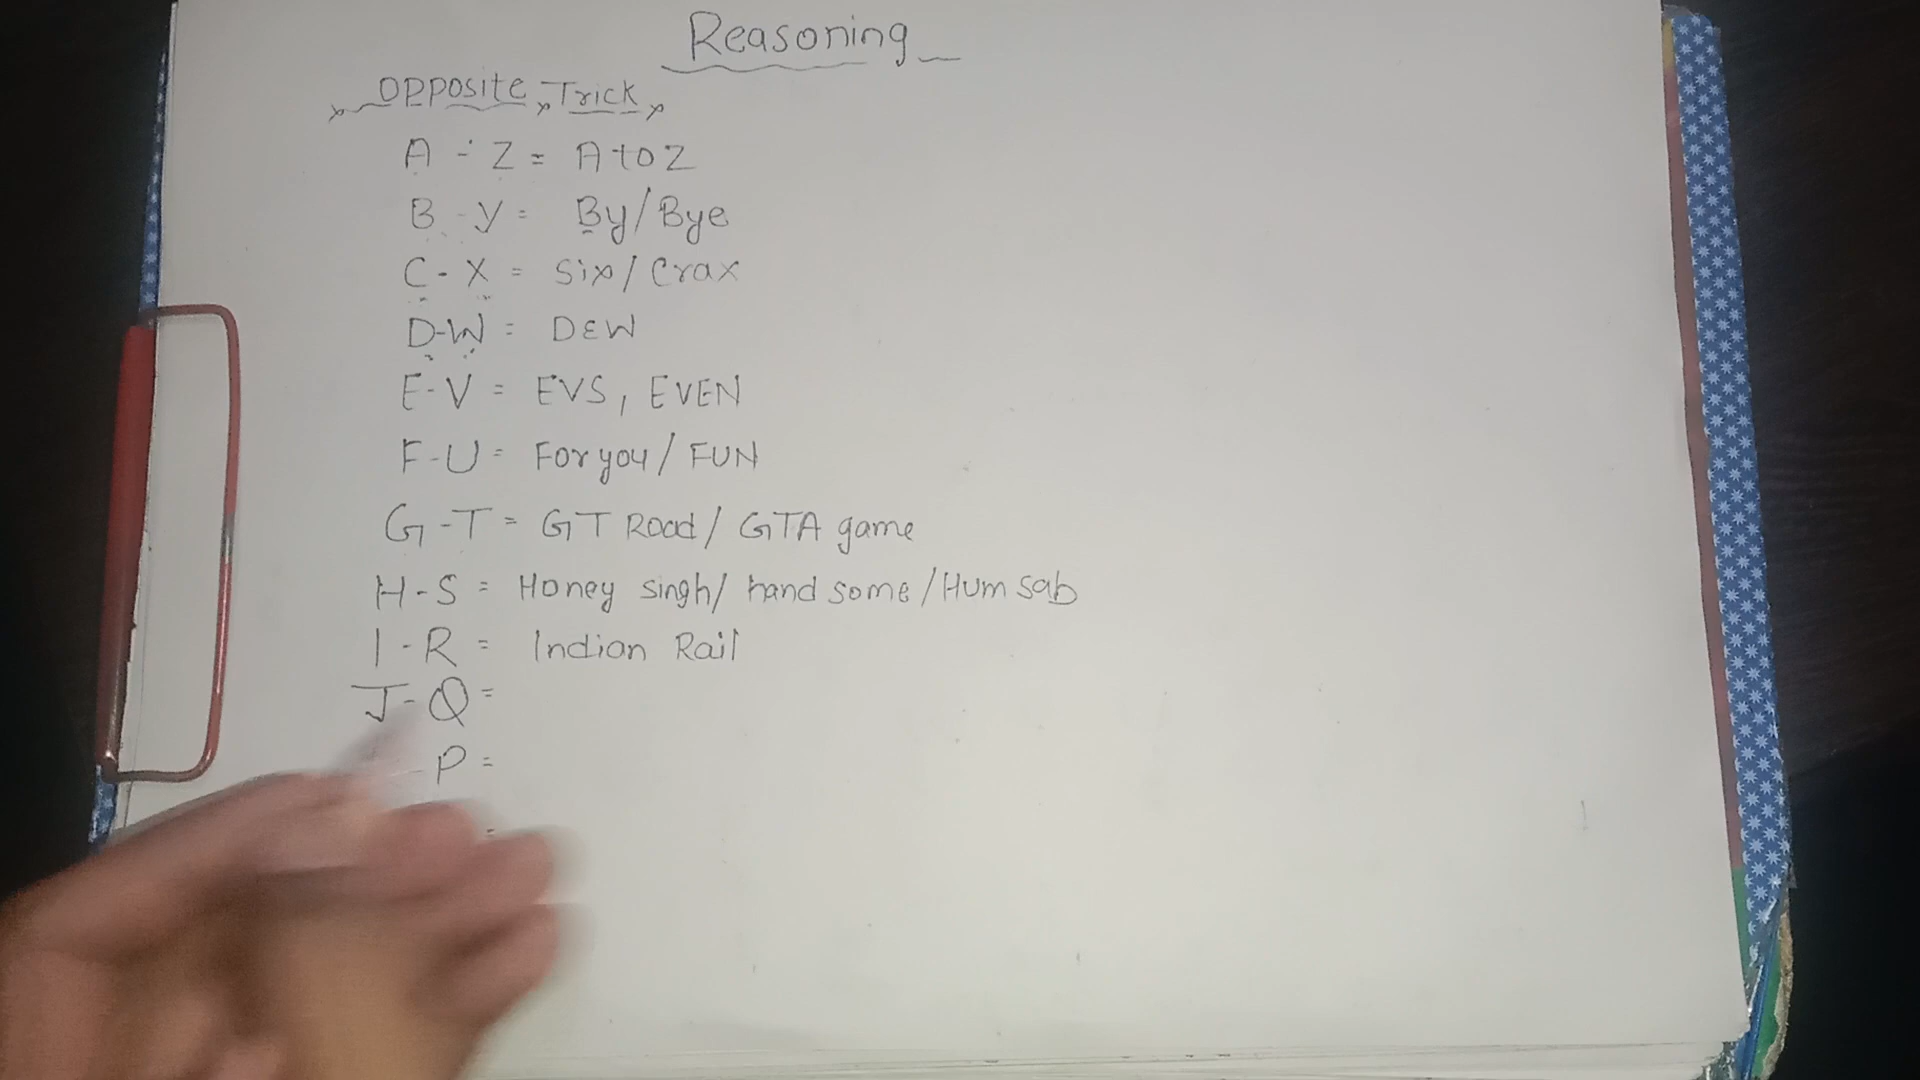 Reasoning
Opposite Trick
A - Z = A to Z
B - y = By/Bye
C - X = Six/Crax
D-W = DEW
E-V = EVS, EVEN
F-U = For you/FUN
G-T = GT Road/GTA game
H-S = Honey singh/hand some/Hum sab
I-R = Indian Rail
J-Q =
- P =
=